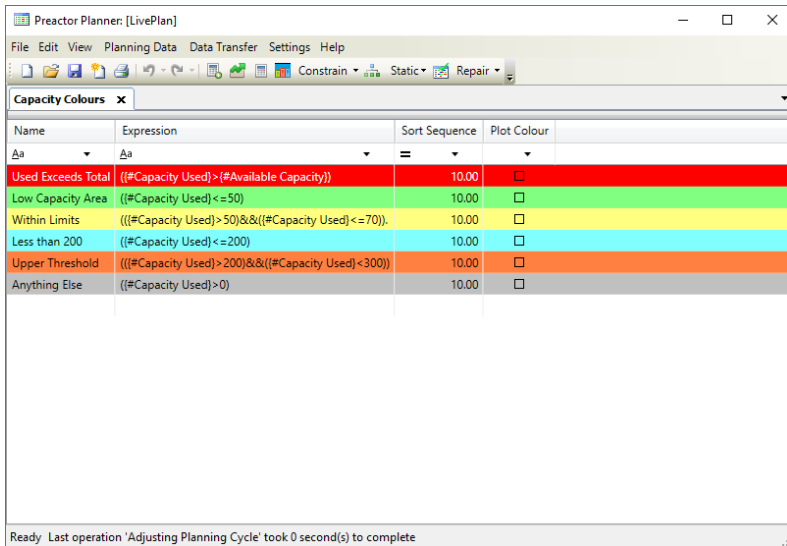 Preactor Planner: [LivePlan]
File Edit View Planning Data Data Transfer Settings Help
Constrain Static Repair
Capacity Colours
Name Expression Sort Sequence Plot Colour
Aa Aa =
Used Exceeds Total ({#Capacity Used}>{#Available Capacity}) 10.00
Low Capacity Area ({#Capacity Used}<=50) 10.00
Within Limits (({#Capacity Used}>50)&&({#Capacity Used}<=70)). 10.00
Less than 200 ({#Capacity Used}<=200) 10.00
Upper Threshold (({#Capacity Used}>200)&&({#Capacity Used}<300)) 10.00
Anything Else ({#Capacity Used}>0) 10.00
Ready Last operation 'Adjusting Planning Cycle' took 0 second(s) to complete